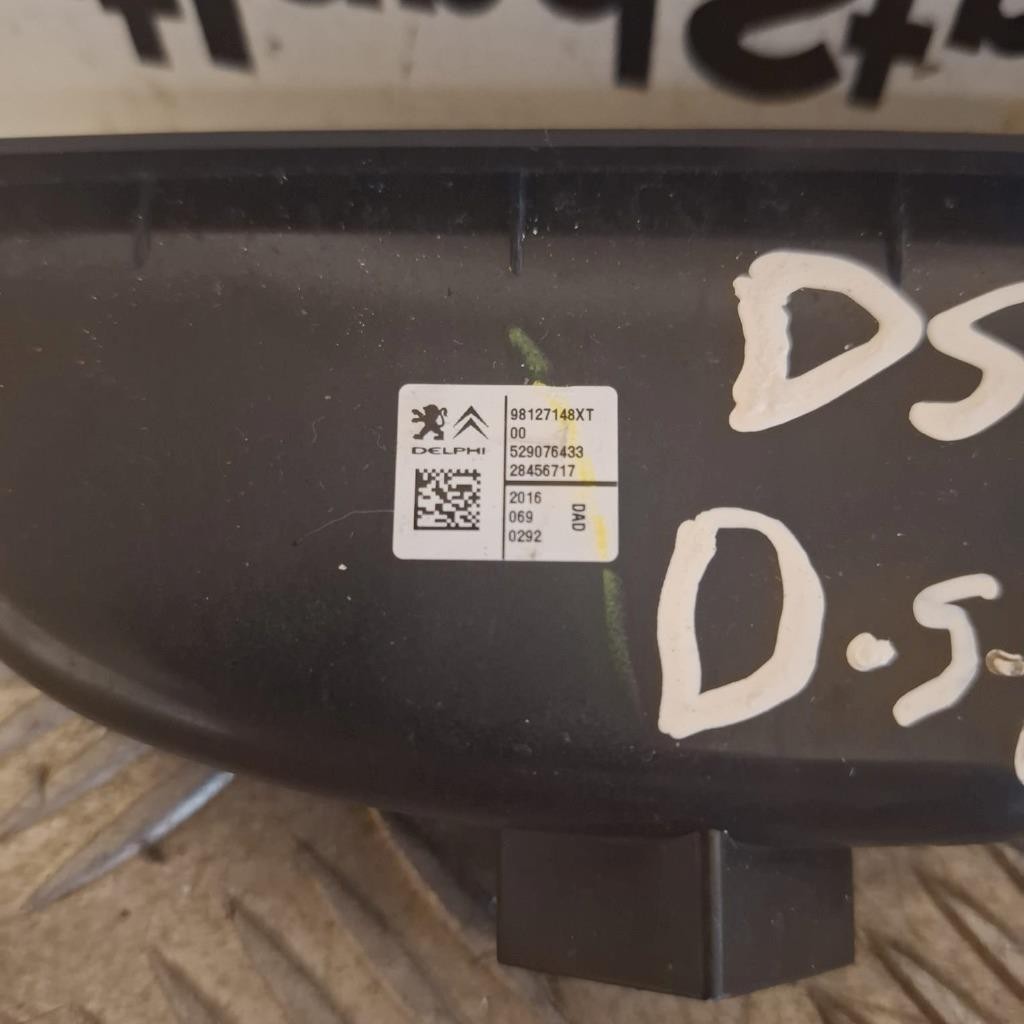 DS
98127148XT
00
DELPHI
529076433
28456717
2016
DAD
069
0292
D.S.